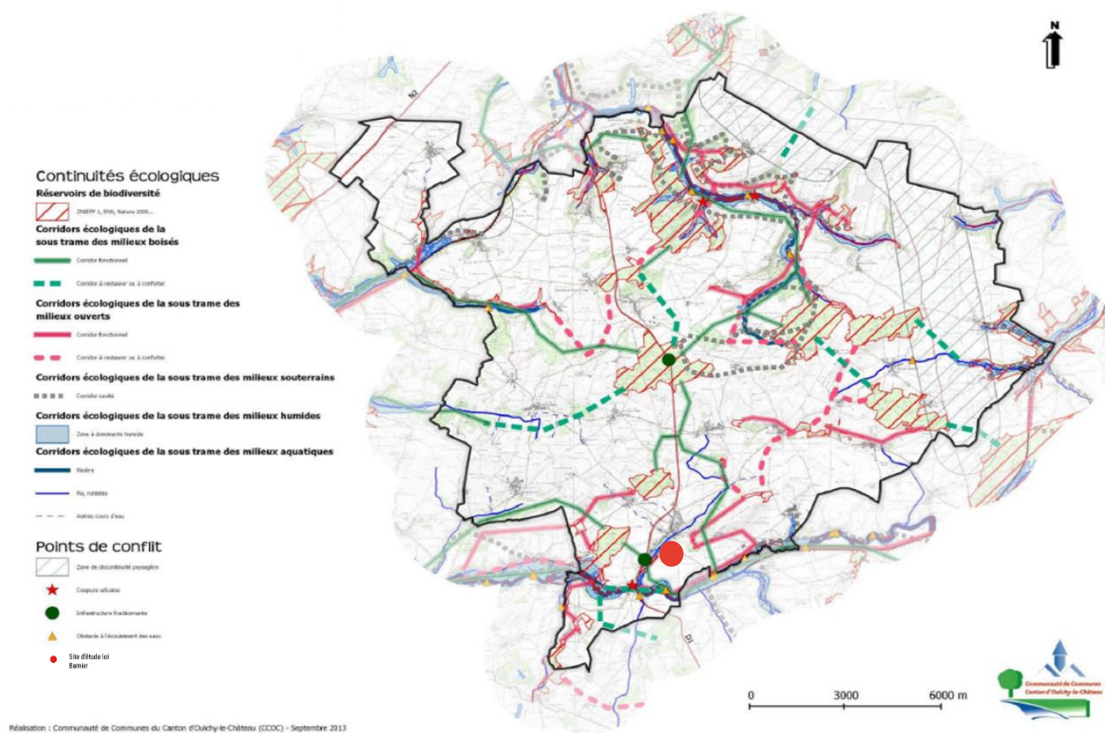 N
N2
Continuités écologiques
Réservoirs de biodiversité
ZNIEFF 1, ENS, Natura 2000...
Corridors écologiques de la
sous trame des milieux boisés
Corridor fonctionnel
Corridor à restaurer ou à conforter
Corridors écologiques de la sous trame des
milieux ouverts
Corridor fonctionnel
Corridor à restaurer ou à conforter
Corridors écologiques de la sous trame des milieux souterrains
Corridor cavité
Corridors écologiques de la sous trame des milieux humides
Zone à dominante humide
Corridors écologiques de la sous trame des milieux aquatiques
Rivière
Ru, ruisseau
Autres cours d'eau
Points de conflit
Zone de discontinuité paysagère
Coupure urbaine
Infrastructure fractionnante
Obstacle à l'écoulement des eaux
Site d'étude loi
Barnier
D1
0 3000 6000 m
Communauté de Communes
Canton d'Oulchy-le-Château
Réalisation : Communauté de Communes du Canton d'Oulchy-le-Château (CCOC) - Septembre 2013